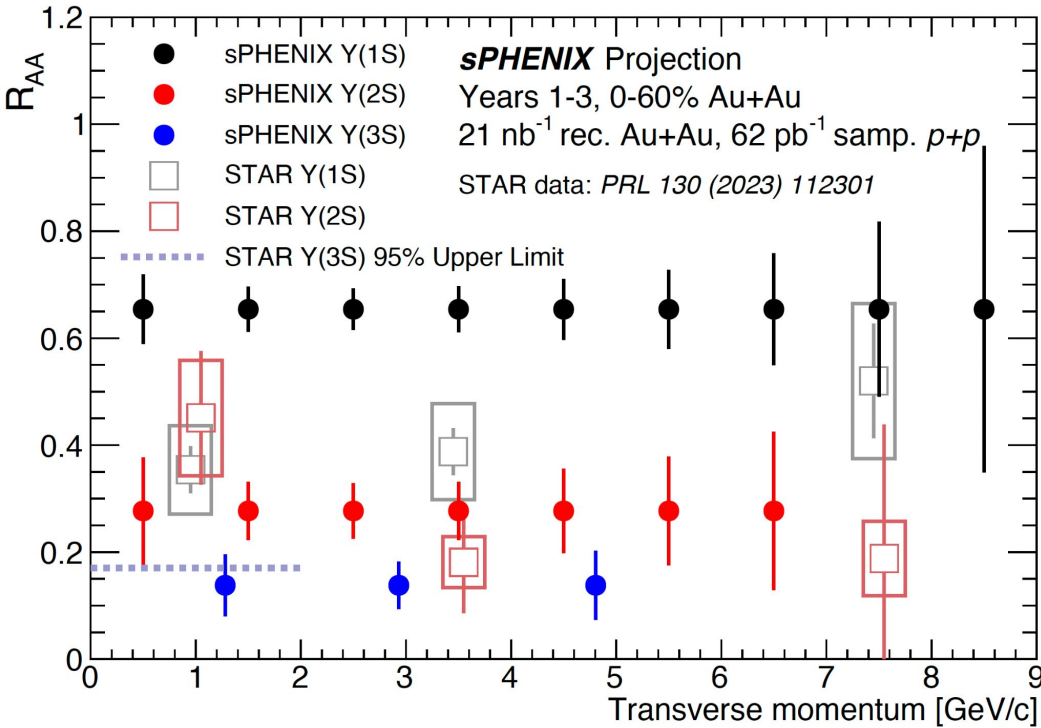 1.2
1
0.8
0.6
0.4
0.2
0
R_AA
sPHENIX Υ(1S)
sPHENIX Υ(2S)
sPHENIX Υ(3S)
STAR Υ(1S)
STAR Υ(2S)
STAR Υ(3S) 95% Upper Limit
sPHENIX Projection
Years 1-3, 0-60% Au+Au
21 nb⁻¹ rec. Au+Au, 62 pb⁻¹ samp. p+p
STAR data: PRL 130 (2023) 112301
0 1 2 3 4 5 6 7 8 9
Transverse momentum [GeV/c]